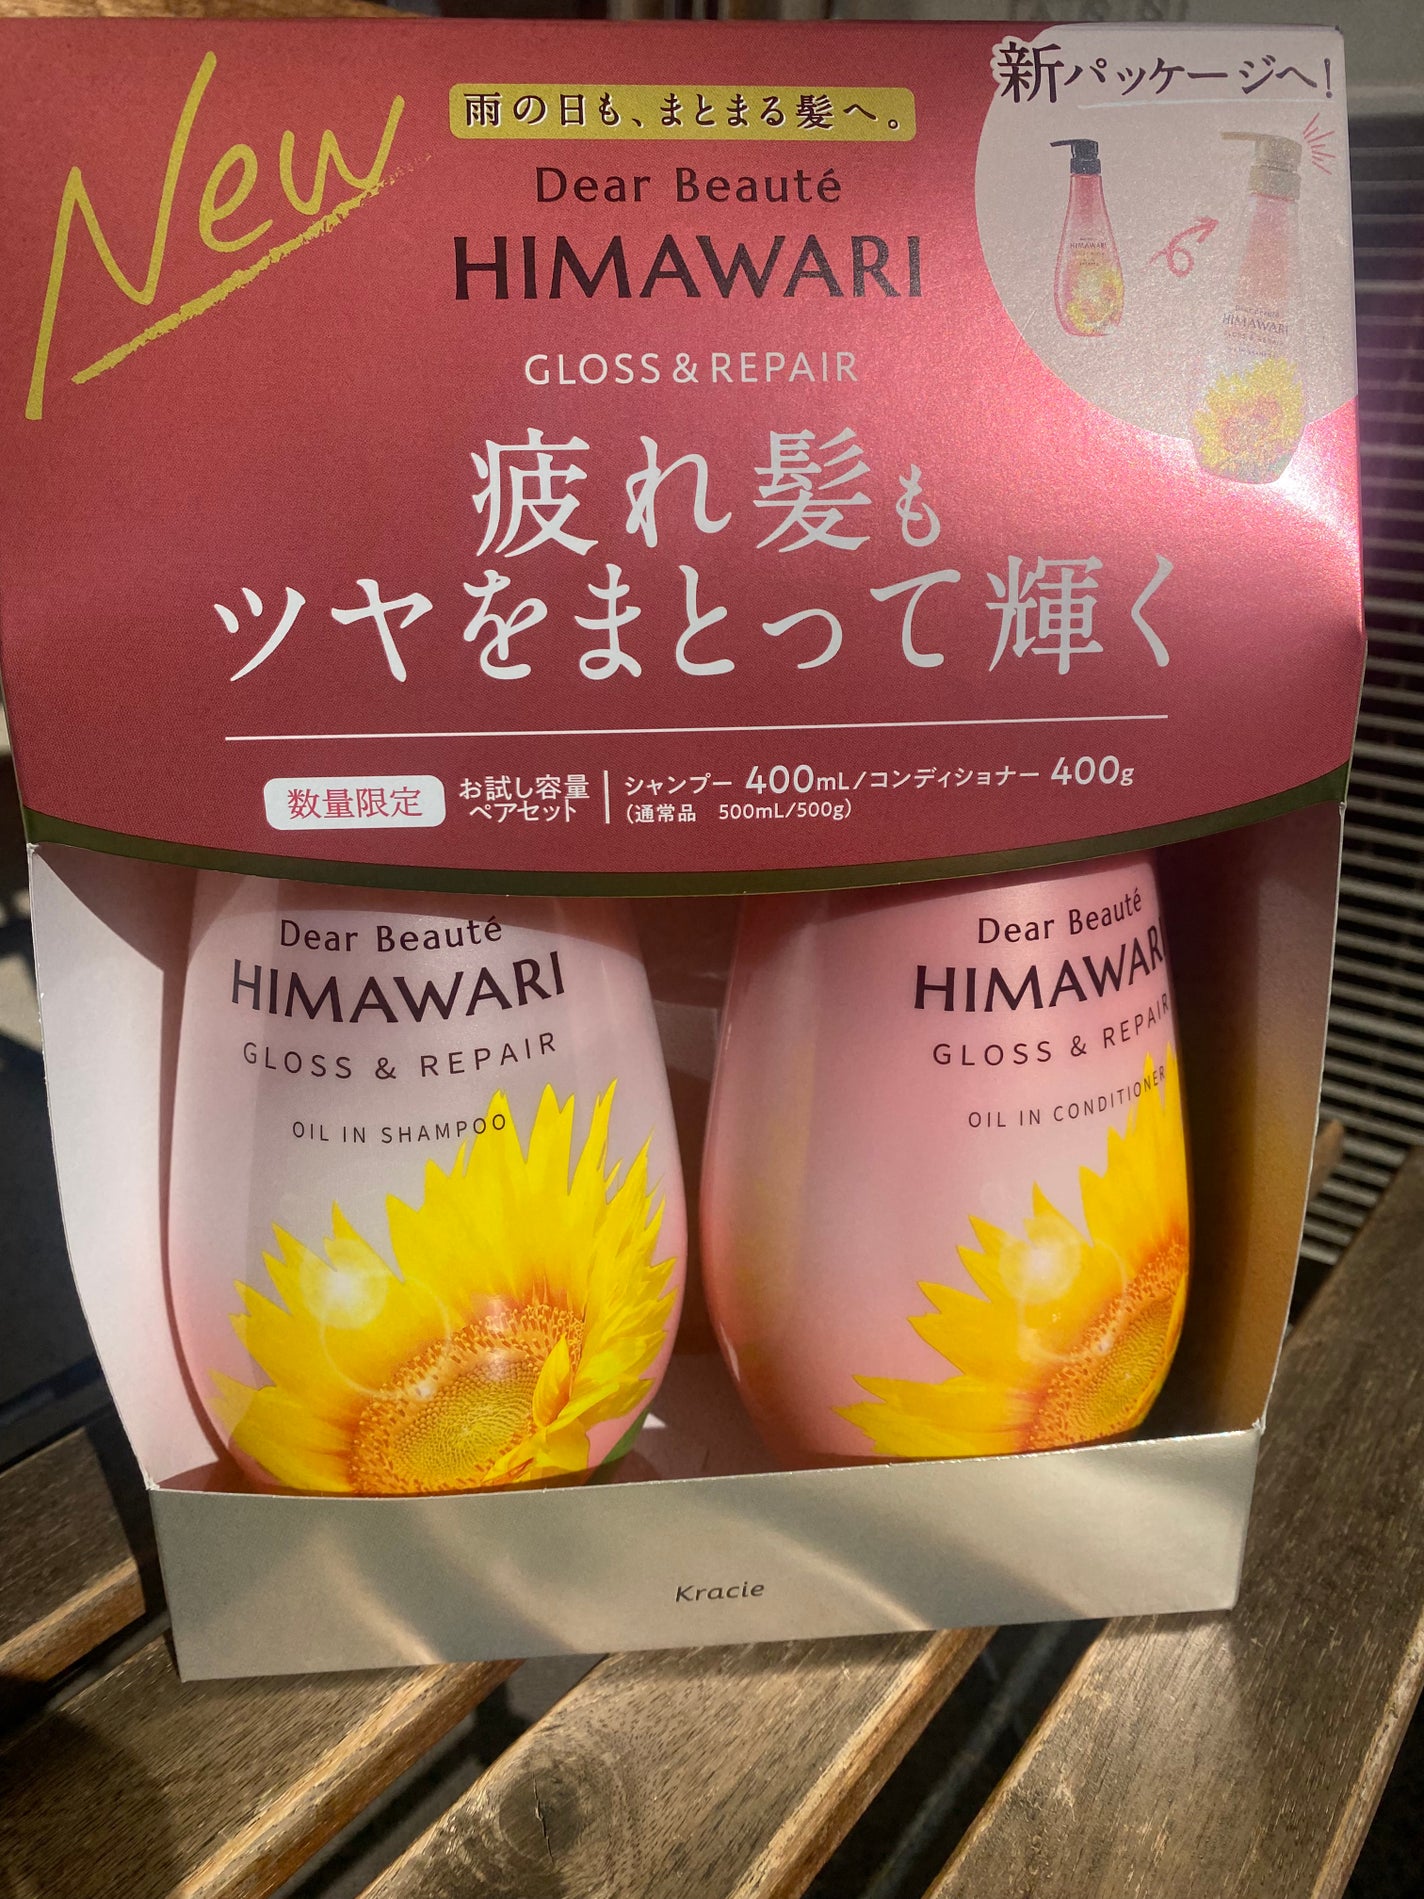 New
雨の日も、まとまる髪へ。
Dear Beauté
HIMAWARI
GLOSS & REPAIR
新パッケージへ!
HIMAWARI
HIMAWARI
疲れ髪も
ツヤをまとって輝く
数量限定
お試し容量
ペアセット
シャンプー 400mL/コンディショナー 400g
(通常品 500mL/500g)
Dear Beauté
HIMAWARI
GLOSS & REPAIR
OIL IN SHAMPOO
Dear Beauté
HIMAWARI
GLOSS & REPAIR
OIL IN CONDITIONER
Kracie